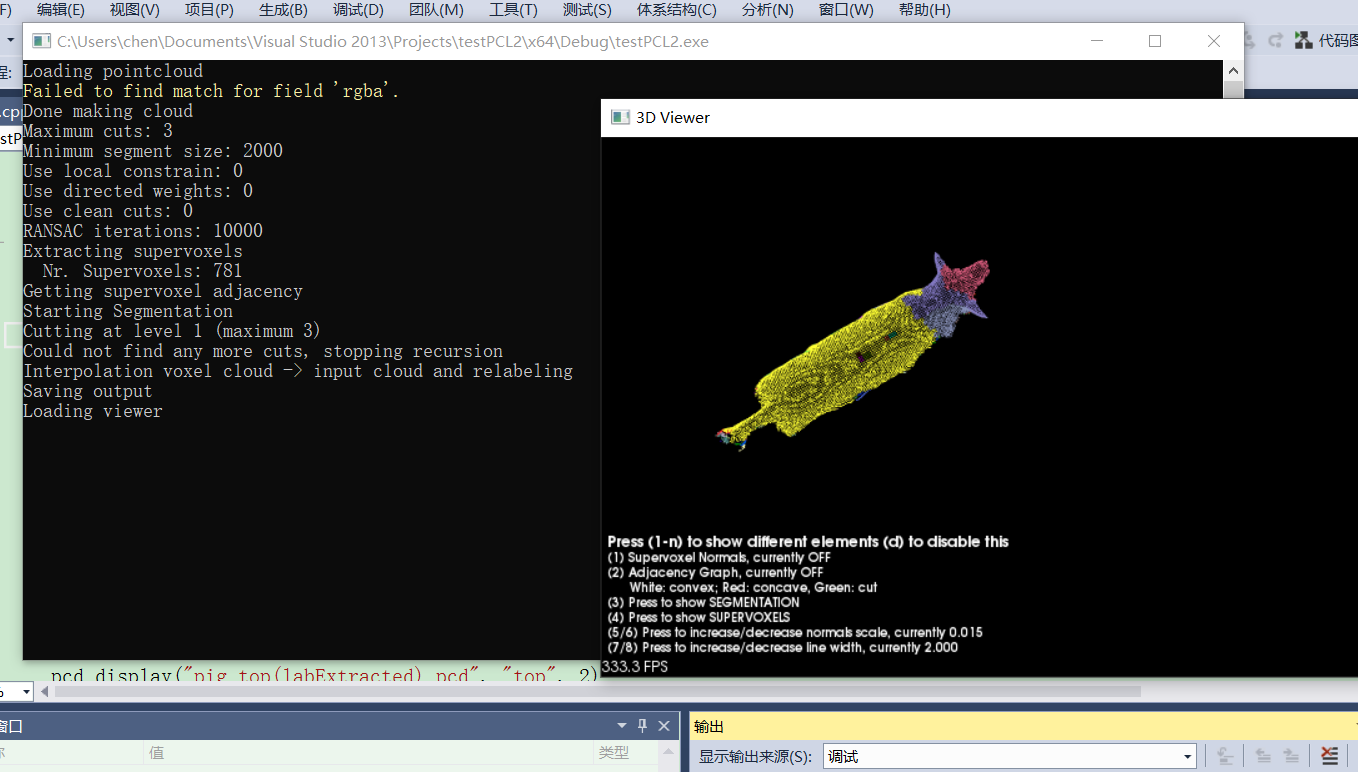 F) 编辑(E) 视图(V) 项目(P) 生成(B) 调试(D) 团队(M) 工具(T) 测试(S) 体系结构(C) 分析(N) 窗口(W) 帮助(H)
C:\Users\chen\Documents\Visual Studio 2013\Projects\testPCL2\x64\Debug\testPCL2.exe
代码图
程:
.cp
stP
Loading pointcloud
Failed to find match for field 'rgba'.
Done making cloud
Maximum cuts: 3
Minimum segment size: 2000
Use local constrain: 0
Use directed weights: 0
Use clean cuts: 0
RANSAC iterations: 10000
Extracting supervoxels
Nr. Supervoxels: 781
Getting supervoxel adjacency
Starting Segmentation
Cutting at level 1 (maximum 3)
Could not find any more cuts, stopping recursion
Interpolation voxel cloud -> input cloud and relabeling
Saving output
Loading viewer
3D Viewer
Press (1-n) to show different elements (d) to disable this
(1) Supervoxel Normals, currently OFF
(2) Adjacency Graph, currently OFF
White: convex; Red: concave, Green: cut
(3) Press to show SEGMENTATION
(4) Press to show SUPERVOXELS
(5/6) Press to increase/decrease normals scale, currently 0.015
(7/8) Press to increase/decrease line width, currently 2.000
333.3 FPS
pcd_display("pig_top(labExtracted).pcd", "top", 2)
窗口
值 类型
输出
显示输出来源(S): 调试